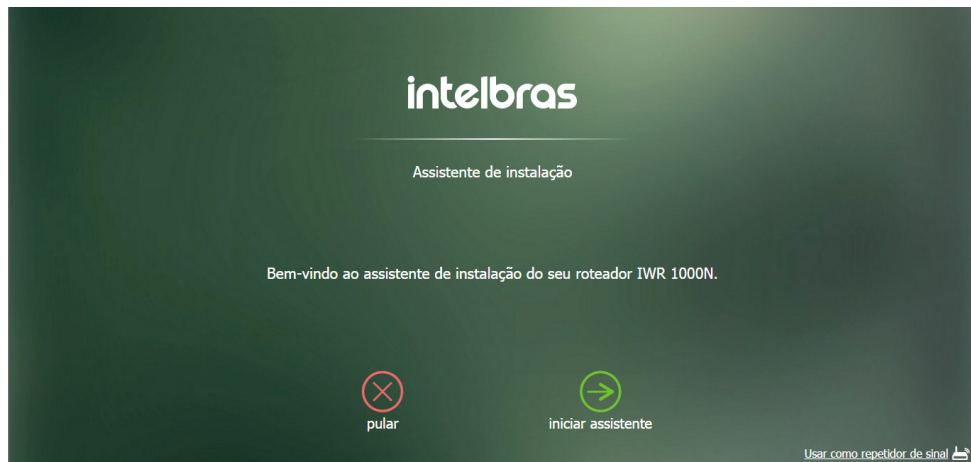 intelbras
Assistente de instalação
Bem-vindo ao assistente de instalação do seu roteador IWR 1000N.
pular
iniciar assistente
Usar como repetidor de sinal